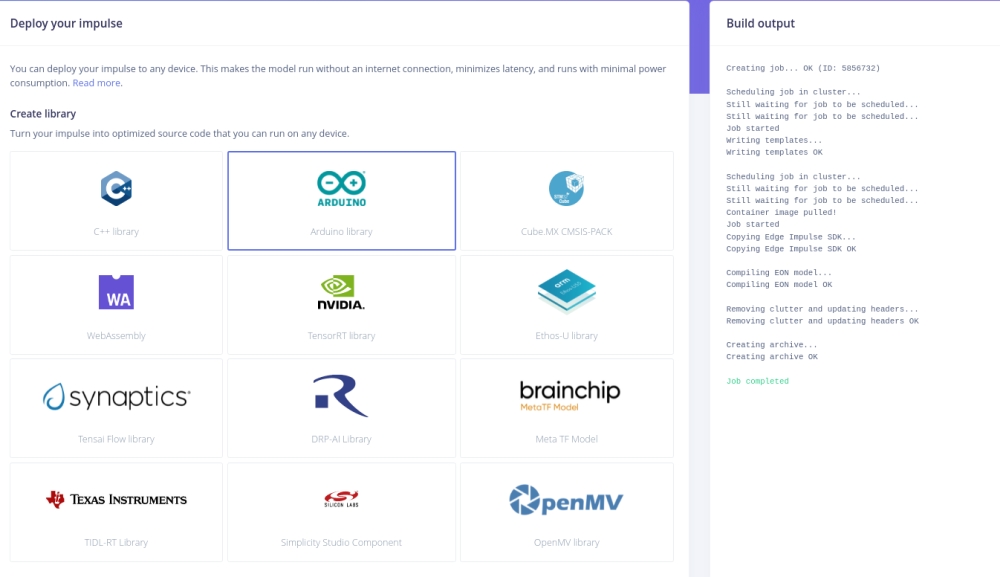 Deploy your impulse
You can deploy your impulse to any device. This makes the model run without an internet connection, minimizes latency, and runs with minimal power
consumption. Read more.
Create library
Turn your impulse into optimized source code that you can run on any device.
C++
C++ library
ARDUINO
Arduino library
Cube.MX CMSIS-PACK
WA
WebAssembly
NVIDIA.
TensorRT library
arm
Ethos-U library
synaptics
Tensai Flow library
R
DRP-AI Library
brainchip
MetaTF Model
Meta TF Model
TEXAS INSTRUMENTS
TIDL-RT Library
SILICON LABS
Simplicity Studio Component
OpenMV
OpenMV library
Build output
Creating job... OK (ID: 5856732)
Scheduling job in cluster...
Still waiting for job to be scheduled...
Still waiting for job to be scheduled...
Job started
Writing templates...
Writing templates OK
Scheduling job in cluster...
Still waiting for job to be scheduled...
Still waiting for job to be scheduled...
Container image pulled!
Job started
Copying Edge Impulse SDK...
Copying Edge Impulse SDK OK
Compiling EON model...
Compiling EON model OK
Removing clutter and updating headers...
Removing clutter and updating headers OK
Creating archive...
Creating archive OK
Job completed